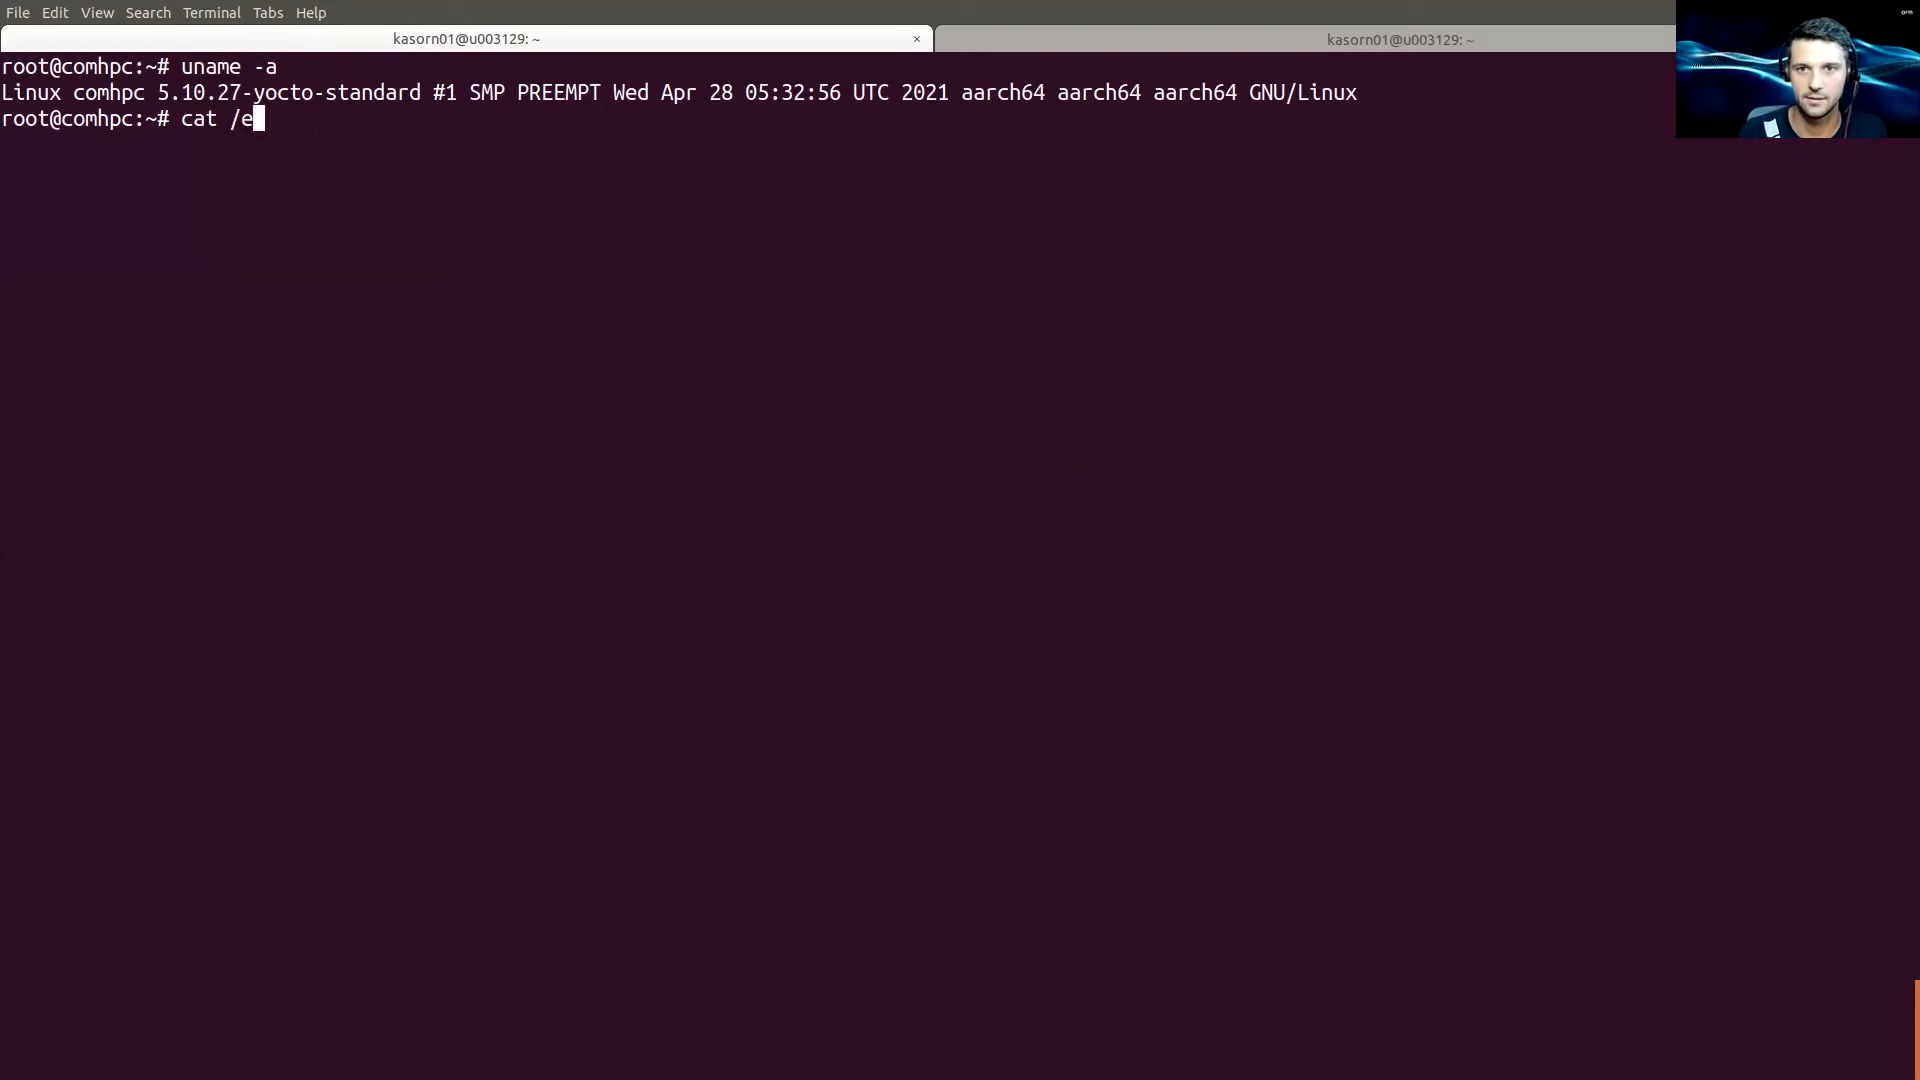 File Edit View Search Terminal Tabs Help
kasorn01@u003129: ~ ×
kasorn01@u003129: ~
arm
root@comhpc:~# uname -a
Linux comhpc 5.10.27-yocto-standard #1 SMP PREEMPT Wed Apr 28 05:32:56 UTC 2021 aarch64 aarch64 aarch64 GNU/Linux
root@comhpc:~# cat /e